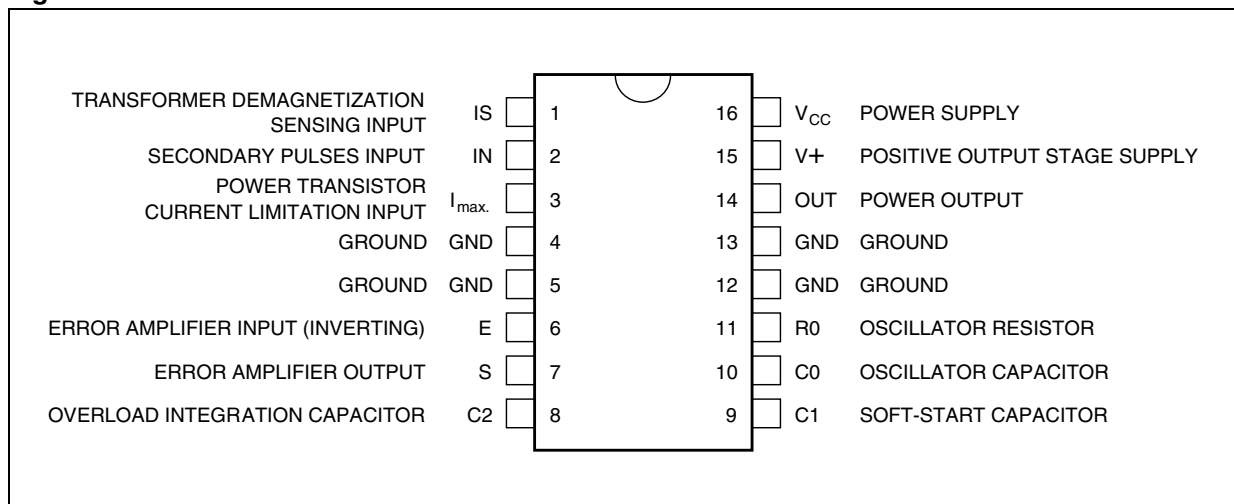 TRANSFORMER DEMAGNETIZATION
SENSING INPUT IS 1 16 VCC POWER SUPPLY
SECONDARY PULSES INPUT IN 2 15 V+ POSITIVE OUTPUT STAGE SUPPLY
POWER TRANSISTOR
CURRENT LIMITATION INPUT Imax. 3 14 OUT POWER OUTPUT
GROUND GND 4 13 GND GROUND
GROUND GND 5 12 GND GROUND
ERROR AMPLIFIER INPUT (INVERTING) E 6 11 R0 OSCILLATOR RESISTOR
ERROR AMPLIFIER OUTPUT S 7 10 C0 OSCILLATOR CAPACITOR
OVERLOAD INTEGRATION CAPACITOR C2 8 9 C1 SOFT-START CAPACITOR